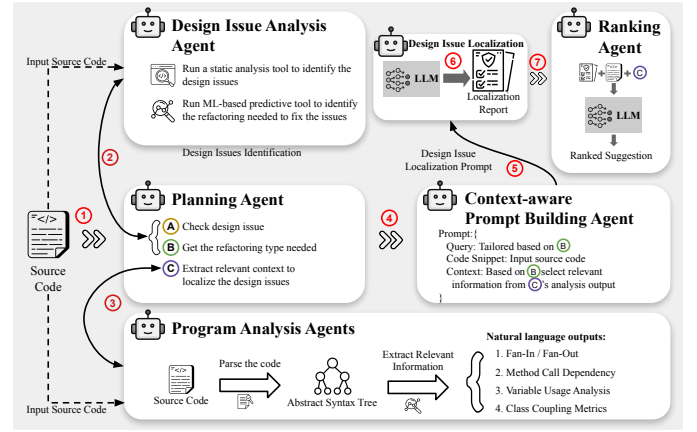 Input Source Code
Design Issue Analysis
Agent
Run a static analysis tool to identify the
design issues
Run ML-based predictive tool to identify
the refactoring needed to fix the issues
Design Issues Identification
Design Issue Localization
LLM
6
Localization
Report
7
Ranking
Agent
+
+
C
LLM
Ranked Suggestion
2
Design Issue
Localization Prompt
5
1
</>
Source
Code
Planning Agent
A Check design issue
B Get the refactoring type needed
C Extract relevant context to
localize the design issues
4
Context-aware
Prompt Building Agent
Prompt:{
Query: Tailored based on B
Code Snippet: Input source code
Context: Based on B select relevant
information from C's analysis output
}
3
Program Analysis Agents
</>
Source Code
Parse the code
Abstract Syntax Tree
Extract Relevant
Information
Natural language outputs:
1. Fan-In / Fan-Out
2. Method Call Dependency
3. Variable Usage Analysis
4. Class Coupling Metrics
Input Source Code